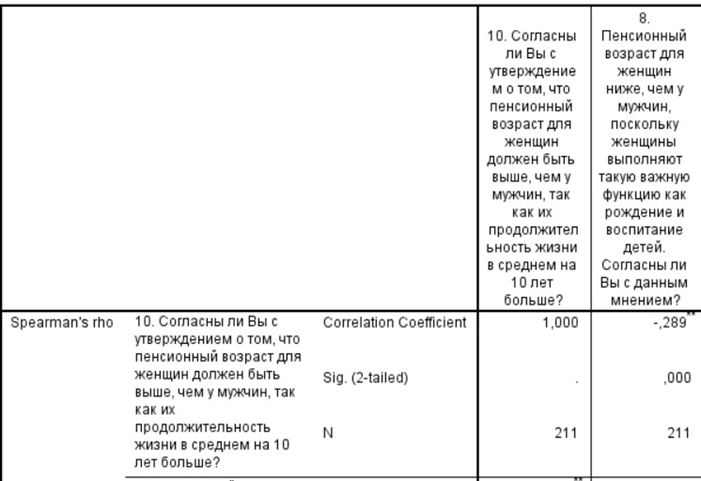 10. Согласны
ли Вы с
утверждение
м о том, что
пенсионный
возраст для
женщин
должен быть
выше, чем у
мужчин, так
как их
продолжител
ьность жизни
в среднем на
10 лет
больше?
8.
Пенсионный
возраст для
женщин
ниже, чем у
мужчин,
поскольку
женщины
выполняют
такую важную
функцию как
рождение и
воспитание
детей.
Согласны ли
Вы с данным
мнением?
Spearman's rho
10. Согласны ли Вы с
утверждением о том, что
пенсионный возраст для
женщин должен быть
выше, чем у мужчин, так
как их
продолжительность
жизни в среднем на 10
лет больше?
Correlation Coefficient
1,000
-,289**
Sig. (2-tailed)
.
,000
N
211
211
**